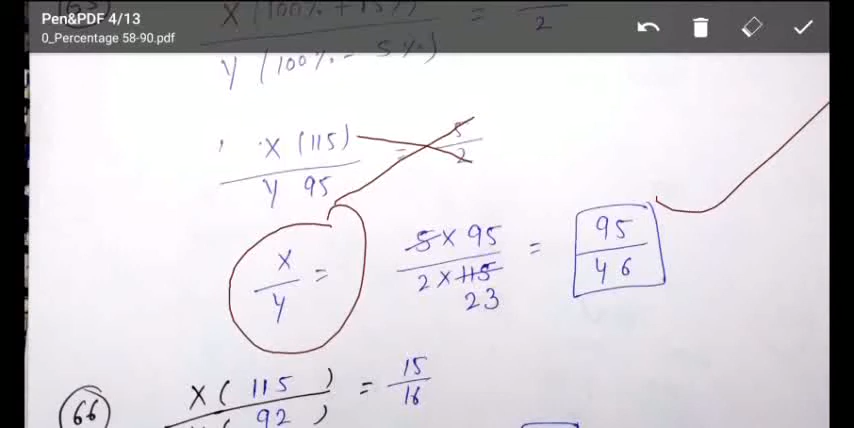 Pen&PDF 4/13
0_Percentage 58-90.pdf
X (100% + 15%) =
2
Y (100% - 5%)
X (115) = 5
Y 95 2
X = 5 X 95 = 95
Y 2 X 115 46
23
66 X ( 115 ) = 15
( 92 ) 16